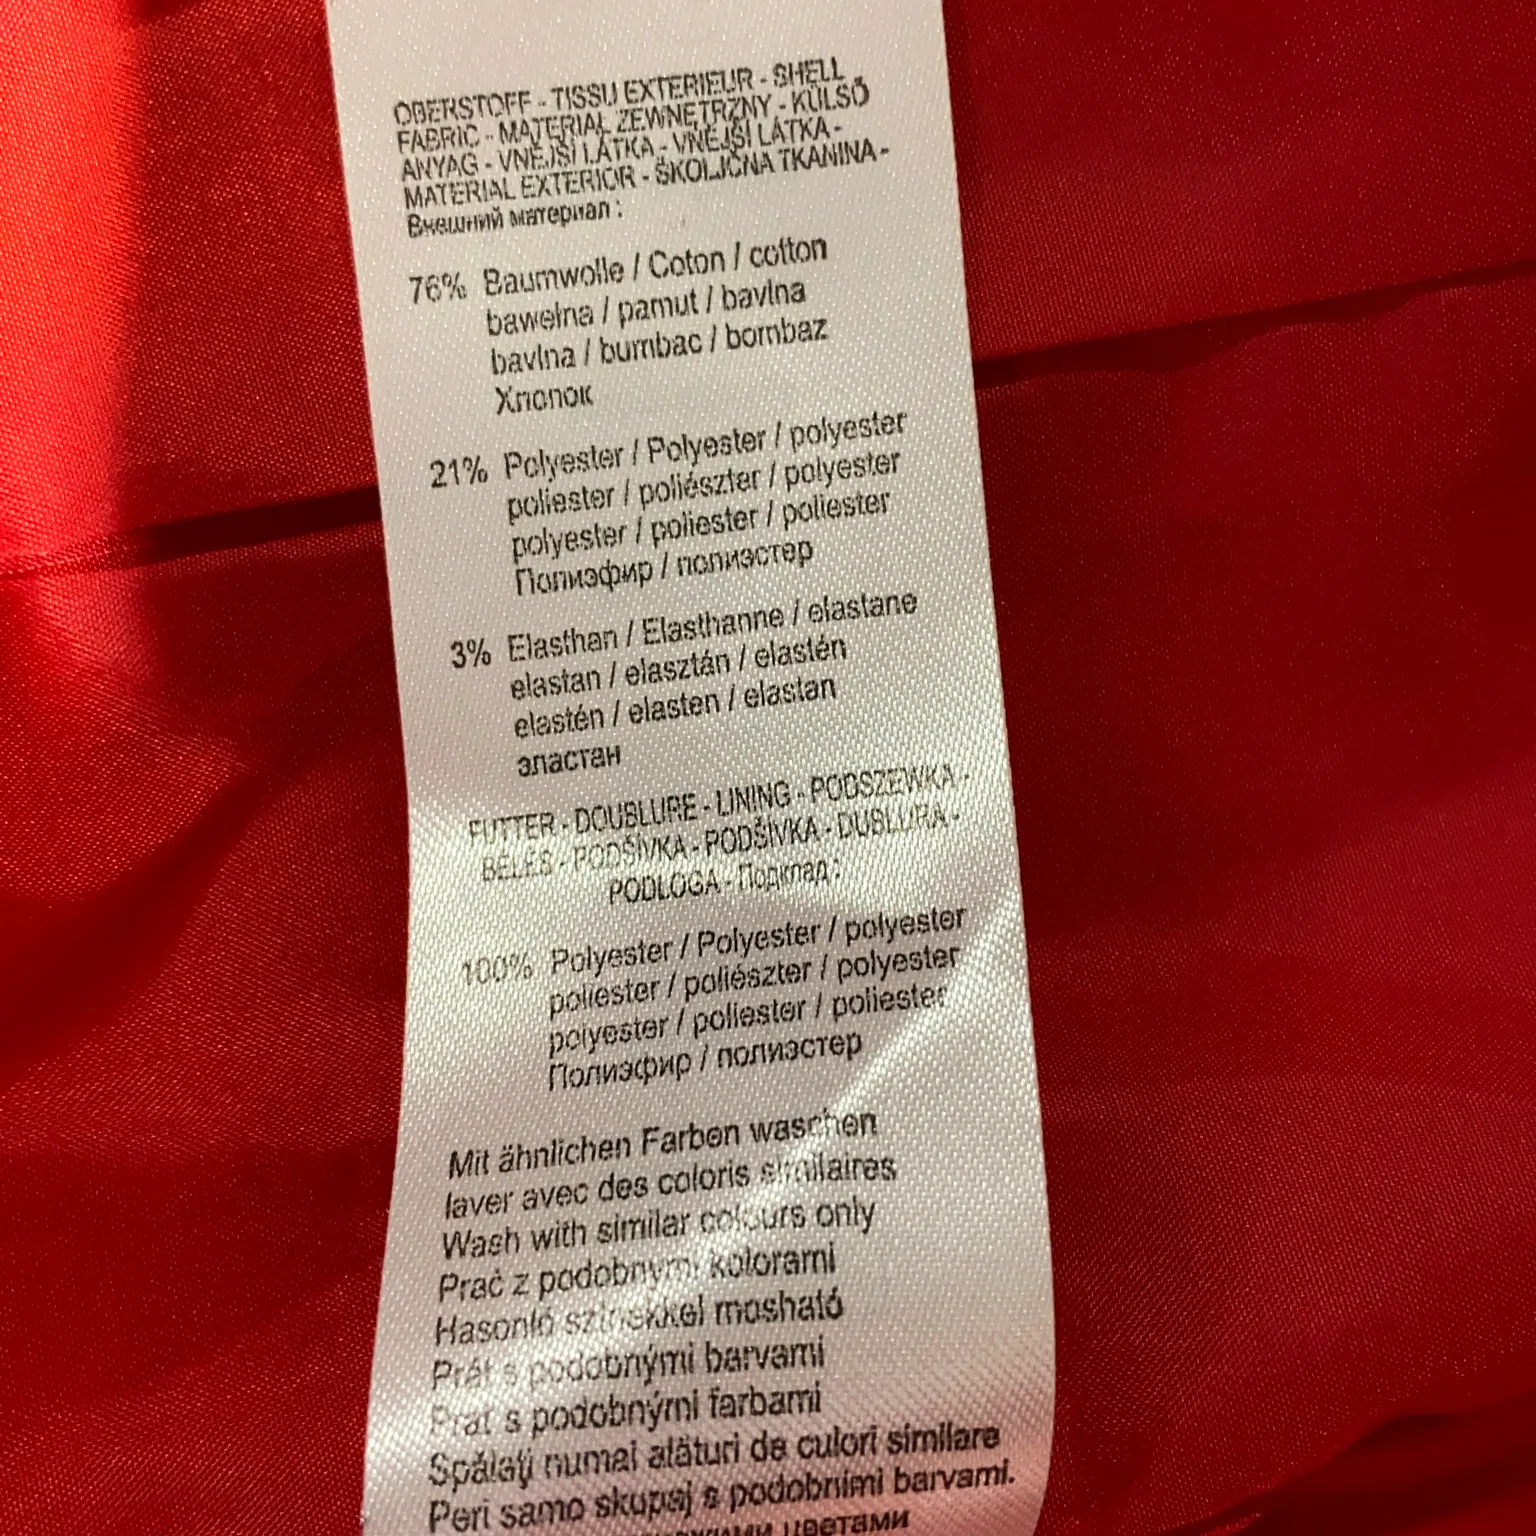 OBERSTOFF - TISSU EXTERIEUR - SHELL
FABRIC - MATERIAŁ ZEWNĘTRZNY - KÜLSŐ
ANYAG - VNĚJŠÍ LÁTKA - VNĚJŠÍ LÁTKA -
MATERIAL EXTERIOR - ŠKOLJČNA TKANINA -
Внешний материал :
76% Baumwolle / Coton / cotton
bawełna / pamut / bavlna
bavlna / bumbac / bombaz
Хлопок
21% Polyester / Polyester / polyester
poliester / poliészter / polyester
polyester / poliester / poliester
Полиэфир / полиэстер
3% Elasthan / Elasthanne / elastane
elastan / elasztán / elastén
elastén / elasten / elastan
эластан
FUTTER - DOUBLURE - LINING - PODSZEWKA -
BÉLÉS - PODŠÍVKA - PODŠÍVKA - DUBLURA -
PODLOGA - Подклад :
100% Polyester / Polyester / polyester
poliester / poliészter / polyester
polyester / poliester / poliester
Полиэфир / полиэстер
Mit ähnlichen Farben waschen
laver avec des coloris similaires
Wash with similar colours only
Prać z podobnymi kolorami
Hasonló színekkel mosható
Prát s podobnými barvami
Prať s podobnými farbami
Spălaţi numai alături de culori similare
Peri samo skupaj s podobnimi barvami.
цветами